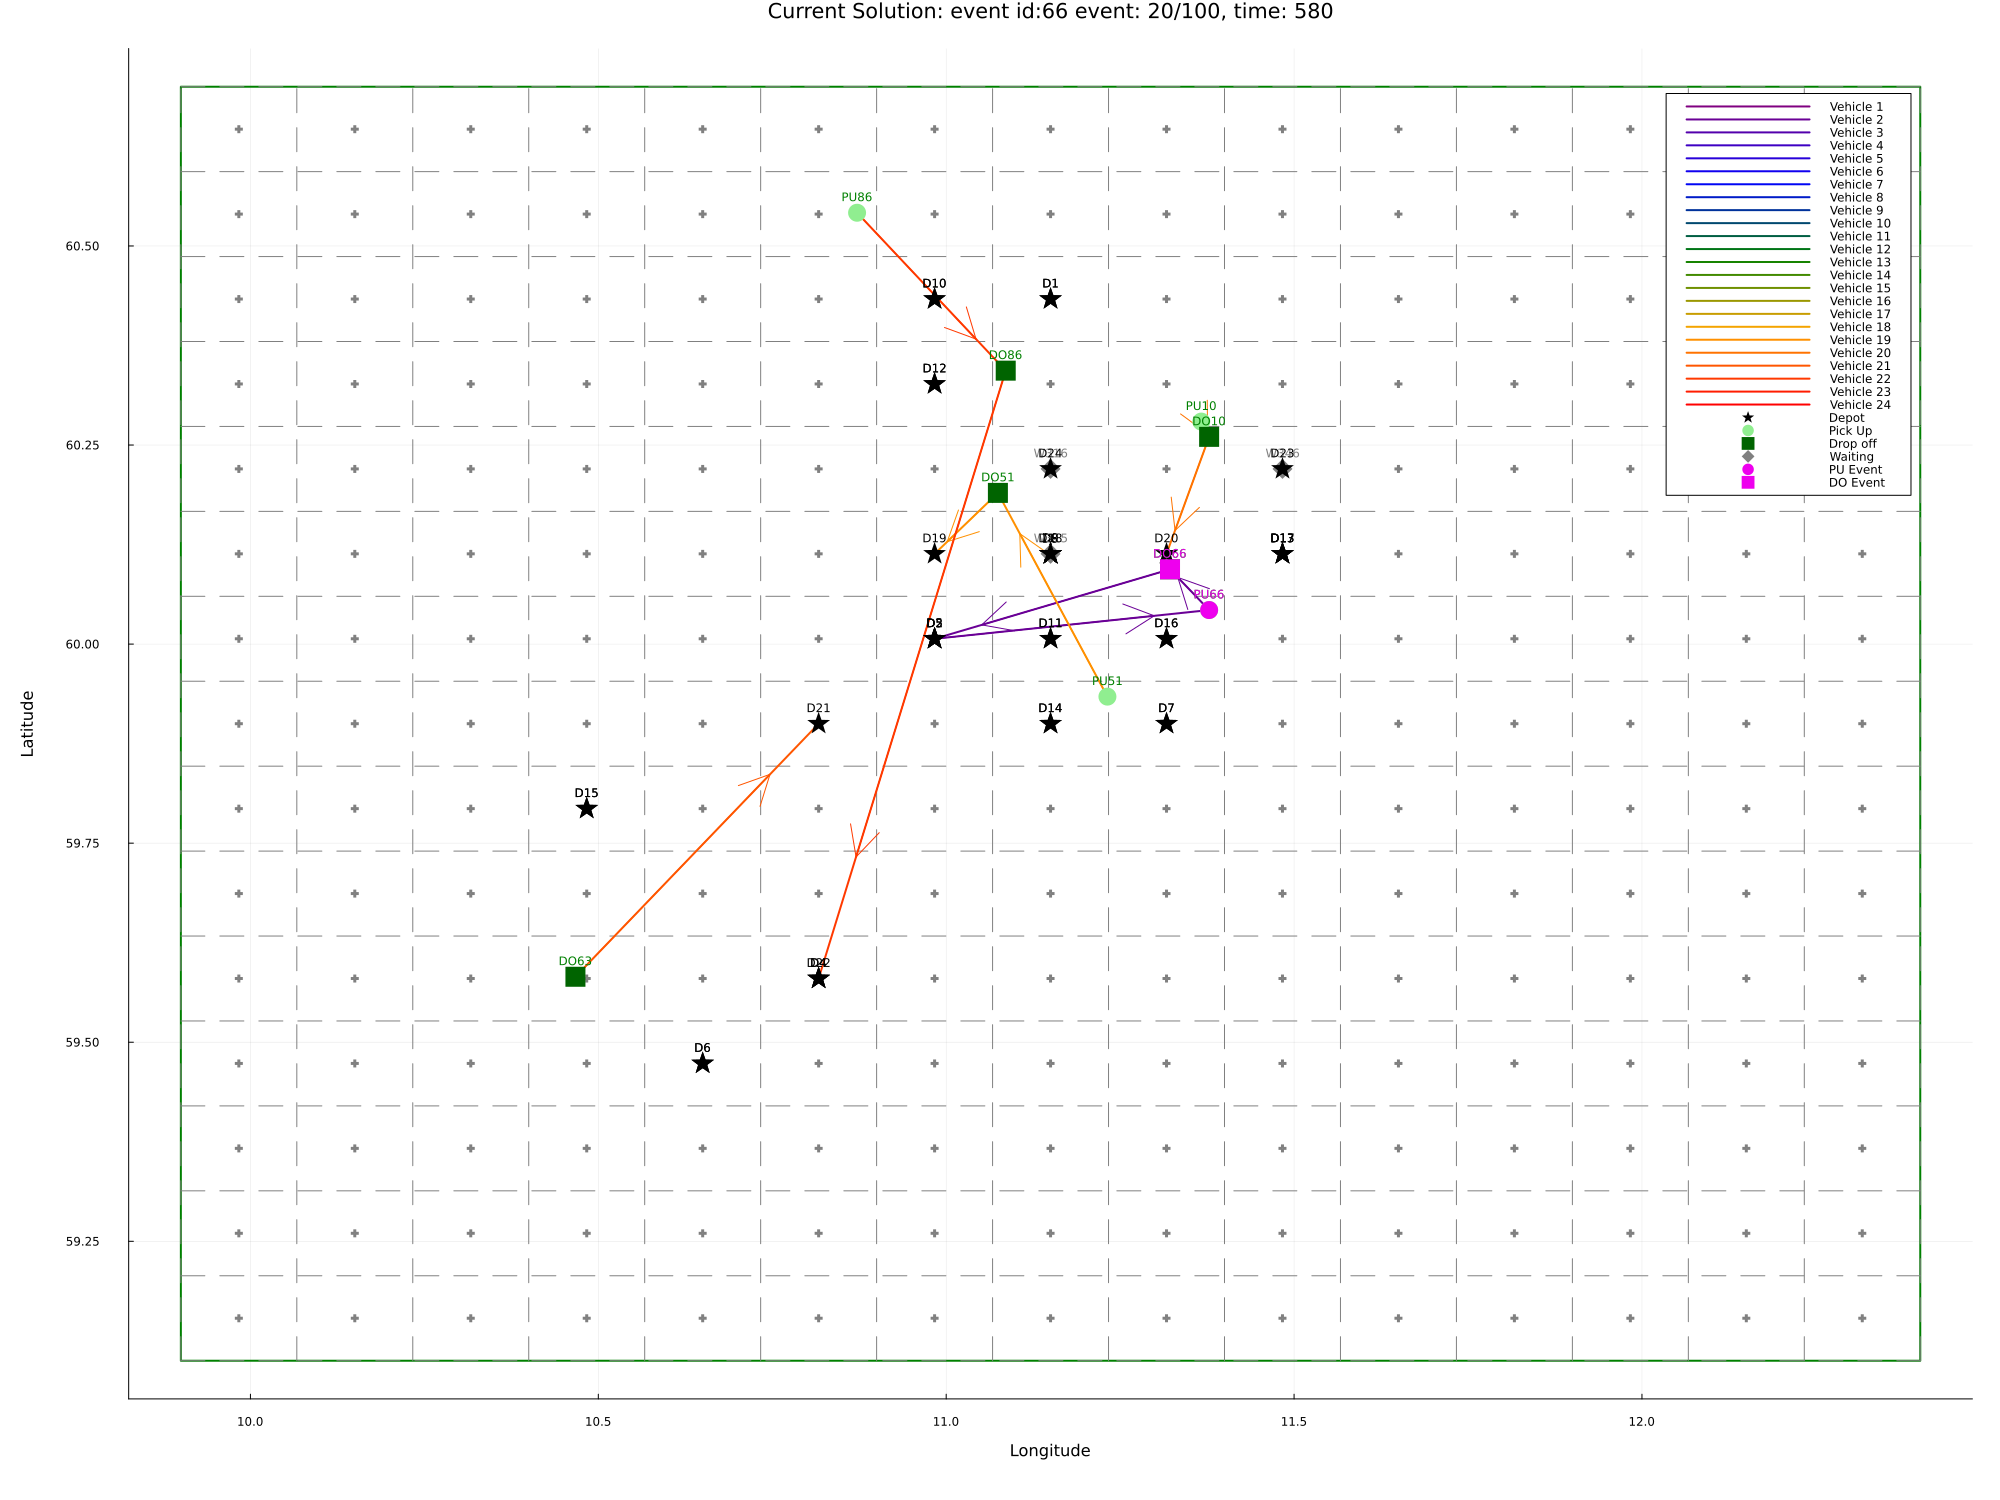 Current Solution: event id:66 event: 20/100, time: 580
Vehicle 1
Vehicle 2
Vehicle 3
Vehicle 4
Vehicle 5
Vehicle 6
Vehicle 7
Vehicle 8
Vehicle 9
Vehicle 10
Vehicle 11
Vehicle 12
Vehicle 13
Vehicle 14
Vehicle 15
Vehicle 16
Vehicle 17
Vehicle 18
Vehicle 19
Vehicle 20
Vehicle 21
Vehicle 22
Vehicle 23
Vehicle 24
Depot
Pick Up
Drop off
Waiting
PU Event
DO Event
PU86
60.50
D10
D1
DO86
D12
PU10
DO10
60.25
D24
D23
DO51
D19
D20
DO66
PU66
D11
D16
60.00
PU51
D21
D14
D7
D15
59.75
DO63
D6
59.50
59.25
10.0
10.5
11.0
11.5
12.0
Longitude
Latitude